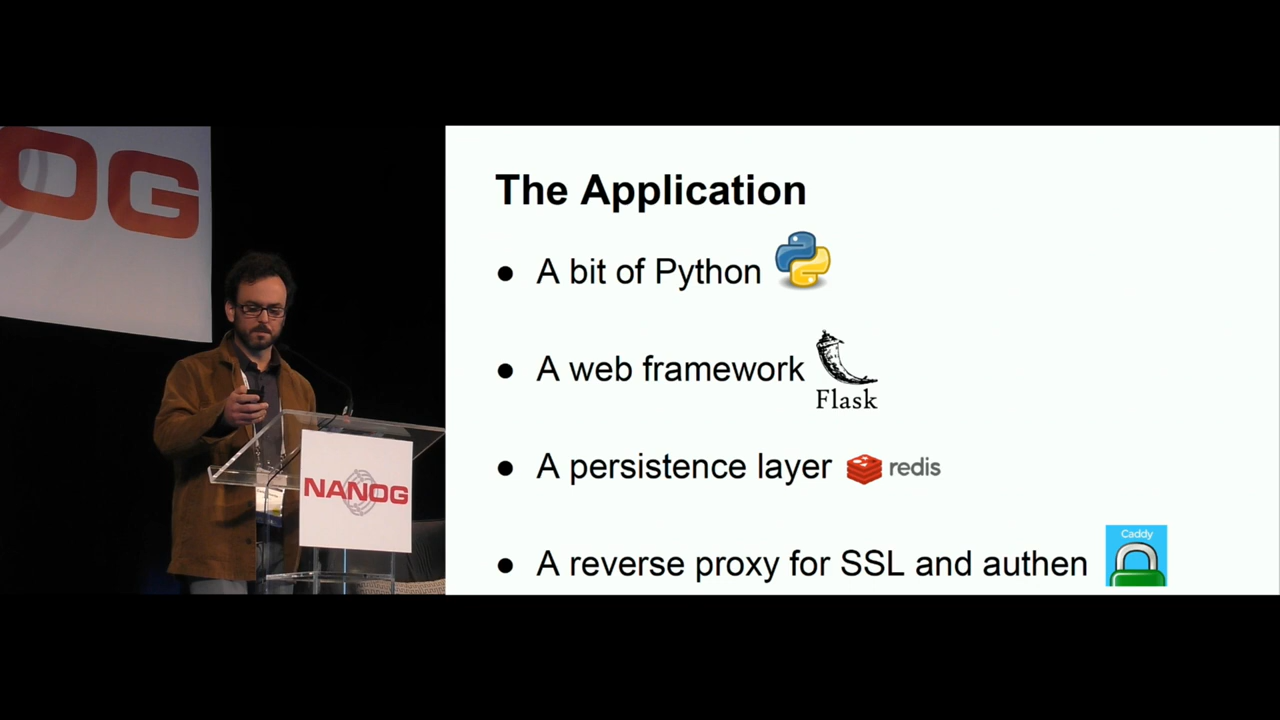 OG
NANOG
The Application
● A bit of Python
● A web framework
Flask
● A persistence layer
redis
● A reverse proxy for SSL and authen
Caddy